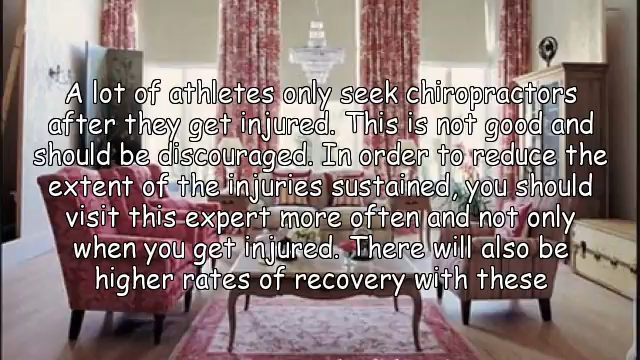 A lot of athletes only seek chiropractors
after they get injured. This is not good and
should be discouraged. In order to reduce the
extent of the injuries sustained, you should
visit this expert more often and not only
when you get injured. There will also be
higher rates of recovery with these